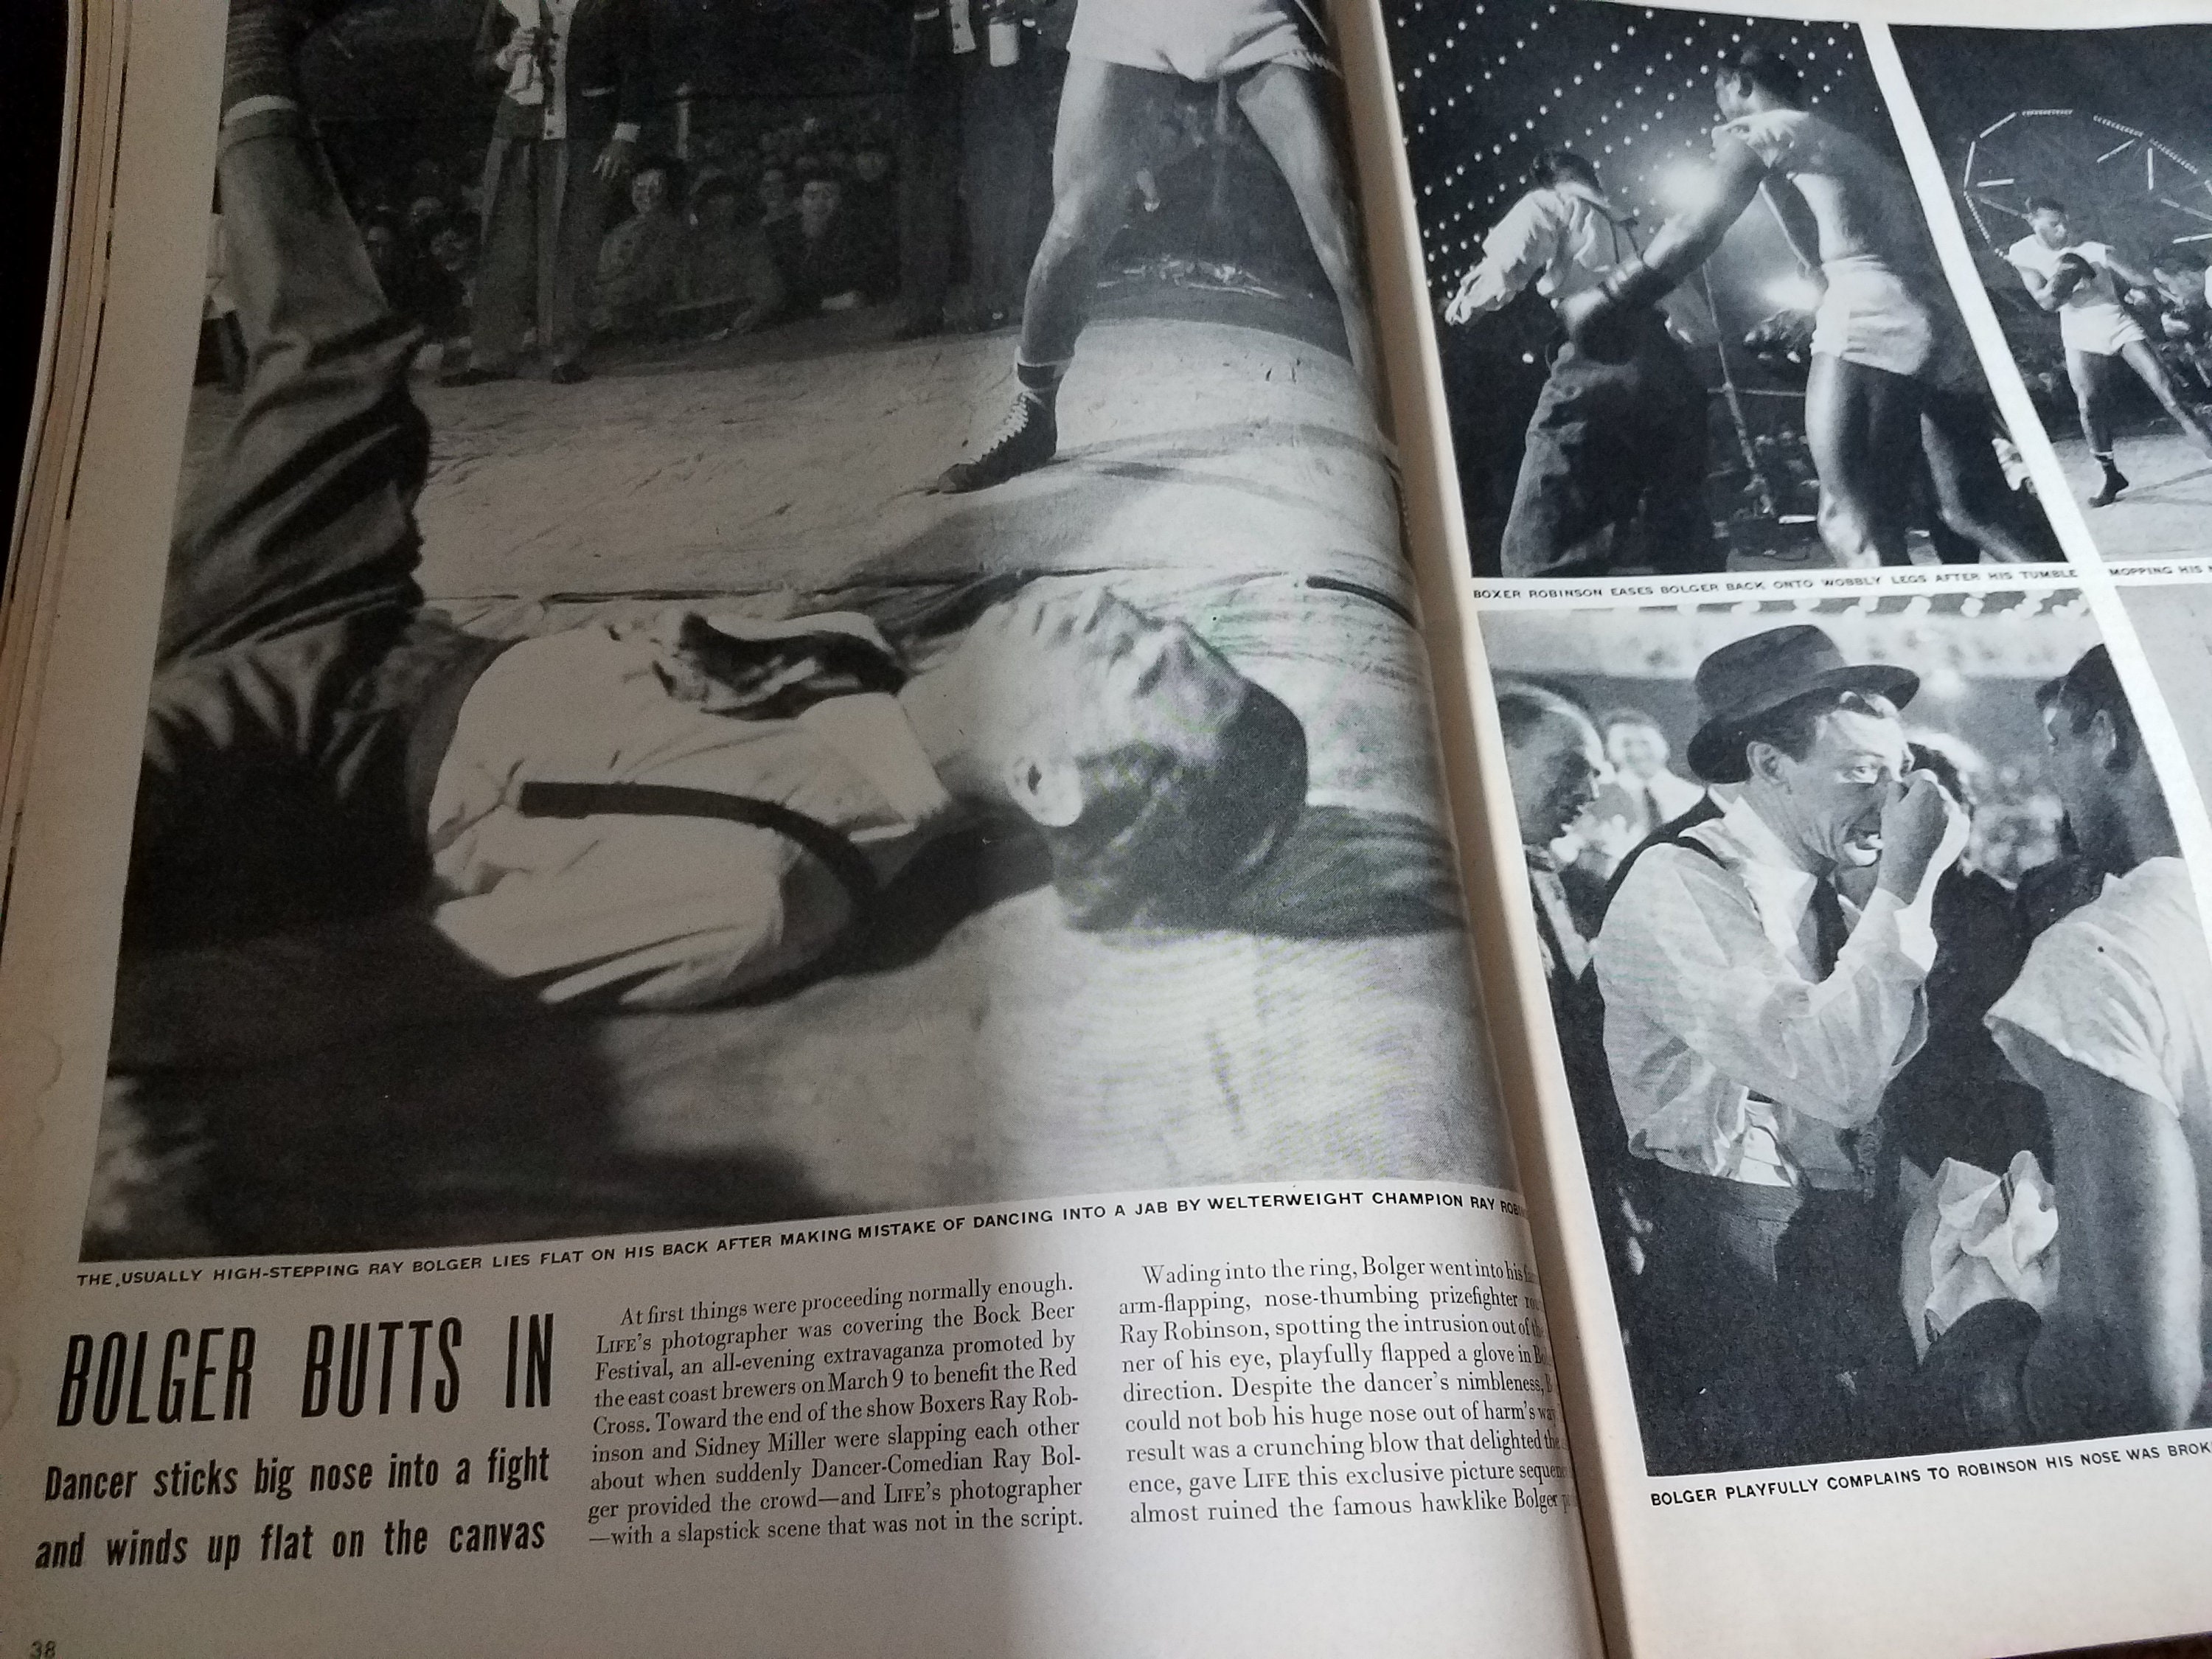 THE USUALLY HIGH-STEPPING RAY BOLGER LIES FLAT ON HIS BACK AFTER MAKING MISTAKE OF DANCING INTO A JAB BY WELTERWEIGHT CHAMPION RAY
BOLGER BUTTS IN
Dancer sticks big nose into a fight
and winds up flat on the canvas
At first things were proceeding normally enough.
LIFE's photographer was covering the Bock Beer
Festival, an all-evening extravaganza promoted by
the east coast brewers on March 9 to benefit the Red
Cross. Toward the end of the show Boxers Ray Rob-
inson and Sidney Miller were slapping each other
about when suddenly Dancer-Comedian Ray Bol-
ger provided the crowd—and LIFE's photographer
—with a slapstick scene that was not in the script.
Wading into the ring, Bolger went into his
arm-flapping, nose-thumbing prizefighter
Ray Robinson, spotting the intrusion out of
ner of his eye, playfully flapped a glove in
direction. Despite the dancer's nimbleness,
could not bob his huge nose out of harm's
result was a crunching blow that delighted
ence, gave LIFE this exclusive picture
almost ruined the famous hawklike Bolger
38
BOXER ROBINSON EASES BOLGER BACK ONTO WOBBLY LEGS AFTER HIS TUMBLE
MOPPING HIS
BOLGER PLAYFULLY COMPLAINS TO ROBINSON HIS NOSE WAS